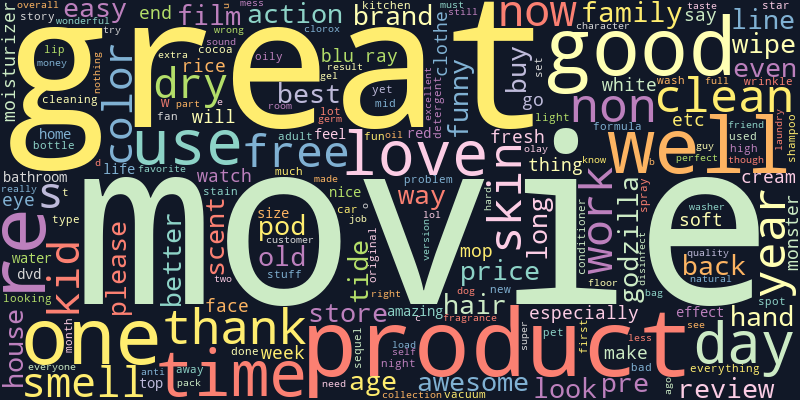 moisturizer
overall
story
wonderful
try
easy
end
film
action
brand
kitchen
clorox
must
still
now
family
taste
say
star
line
great
good
wrong
sound
mess
extra
cocoa
oily
blu ray
character
wipe
even
nothing
lip
money
cleaning
color
dry
rice
W part
fan
will
best
result
gel
room
yet
mid
lot
germ
excellent
detergent
clothe
funny
buy
set
go
light
white
non
wash
full
wrinkle
clean
etc
formula
friend
used
high
though
guy
perfect
laundry
shampoo
home
bottle
use
free
adult
feel
fun
oil
red
love
fresh
olay
thing
know
well
b
bathroom
really
eye
s
t
type
d
life
favorite
watch
stain
much
made
nice
problem
way
lol
hard
skin
long
conditioner
work
spray
disinfect
godzilla
washer
soft
cream
year
monster
re
water
dvd
looking
kid
please
better
scent
movie
size
pod
customer
old
stuff
two
car
job
o
original
tide
version
mop
price
dog
new
floor
bag
quality
natural
back
spot
house
month
one
thank
face
store
right
amazing
hair
fragrance
c
especially
effect
see
hand
product
day
everyone
smell
time
done
week
anti
away
top
pack
need
age
sequel
load
self
night
awesome
collection
vacuum
pet
super
first
look
make
less
bad
pre
ago
everything
review
u